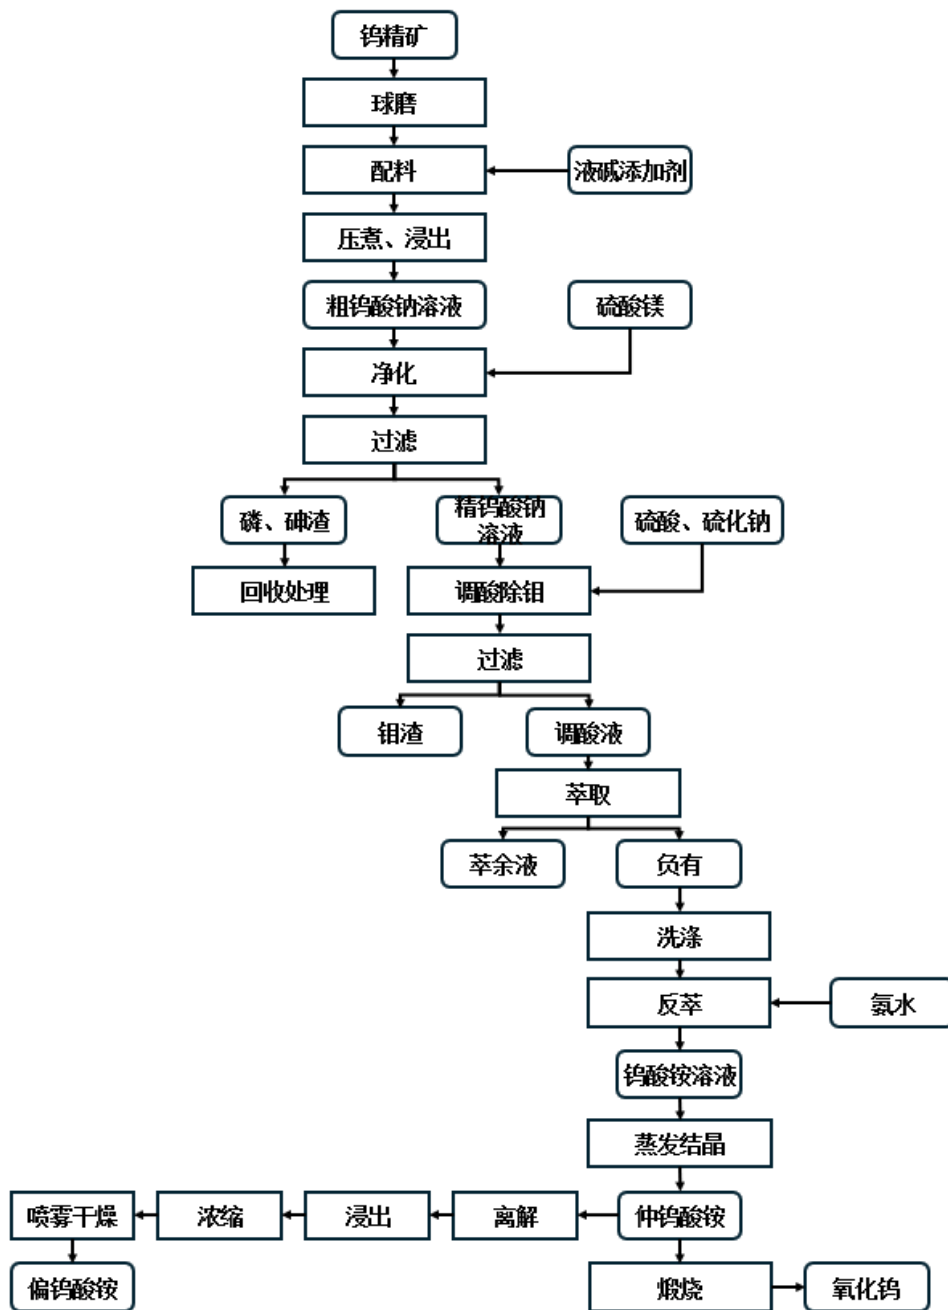 钨精矿
球磨
配料
液碱添加剂
压煮、浸出
粗钨酸钠溶液
硫酸镁
净化
过滤
磷、砷渣
精钨酸钠
溶液
硫酸、硫化钠
回收处理
调酸除钼
过滤
钼渣
调酸液
萃取
萃余液
负有
洗涤
反萃
氨水
钨酸铵溶液
蒸发结晶
喷雾干燥
浓缩
浸出
离解
仲钨酸铵
偏钨酸铵
煅烧
氧化钨